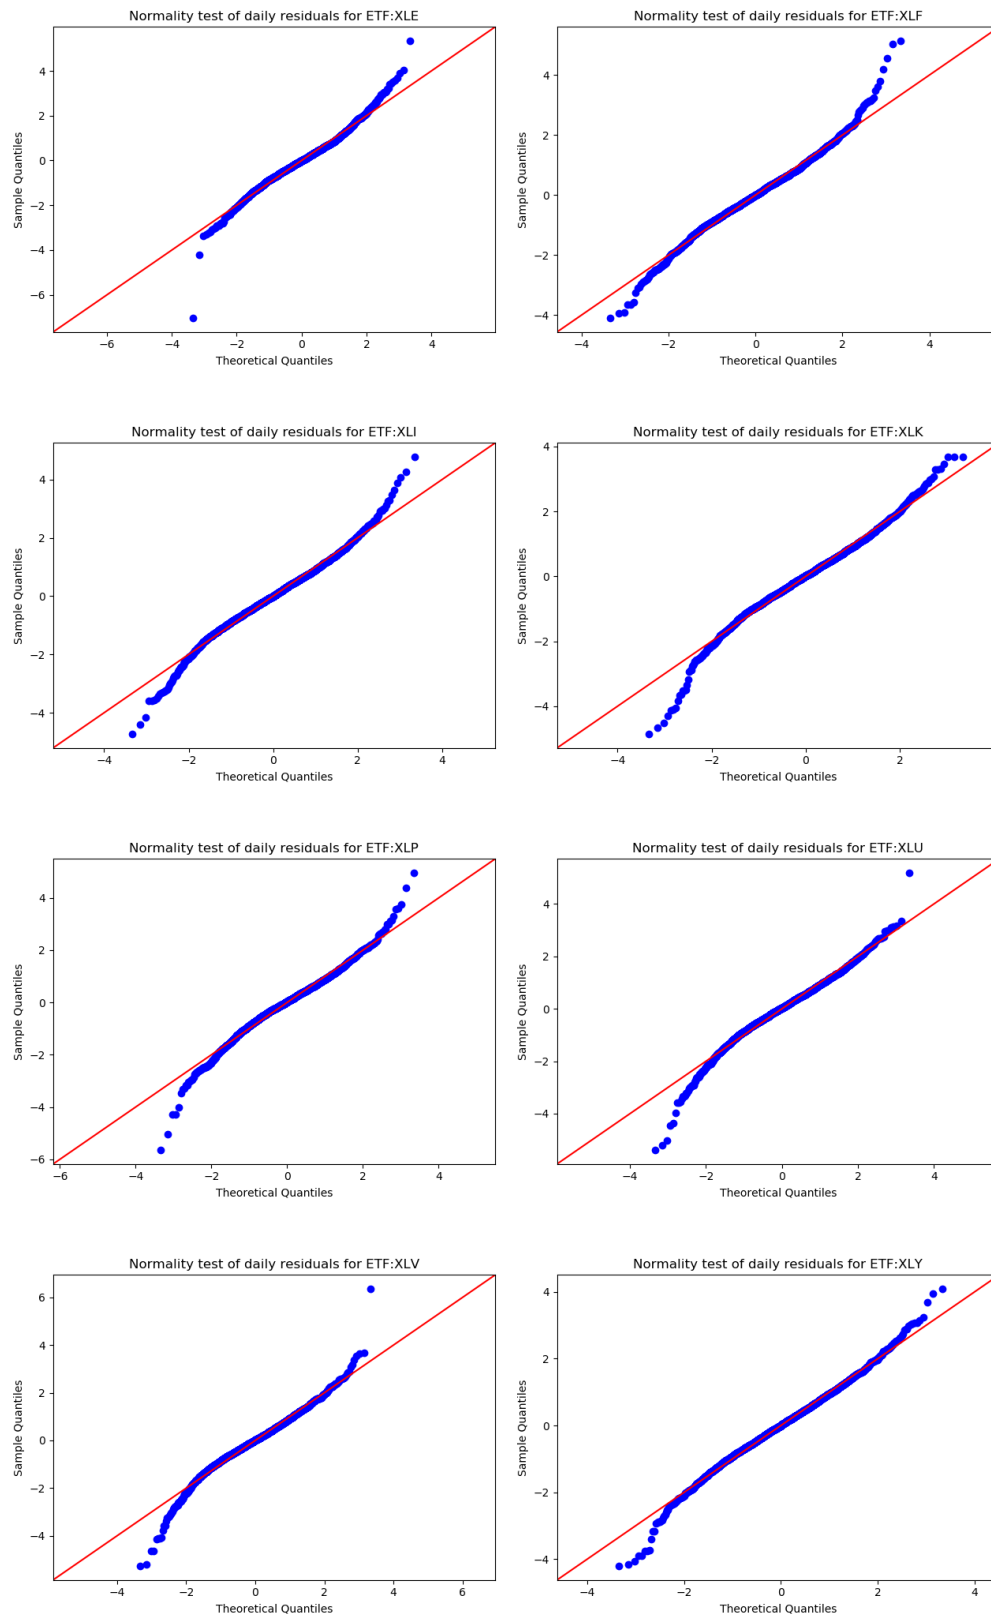 Normality test of daily residuals for ETF:XLE
Sample Quantiles
4
2
0
−2
−4
−6
−6 −4 −2 0 2 4
Theoretical Quantiles
Normality test of daily residuals for ETF:XLF
Sample Quantiles
4
2
0
−2
−4
−4 −2 0 2 4
Theoretical Quantiles
Normality test of daily residuals for ETF:XLI
Sample Quantiles
4
2
0
−2
−4
−4 −2 0 2 4
Theoretical Quantiles
Normality test of daily residuals for ETF:XLK
Sample Quantiles
4
2
0
−2
−4
−4 −2 0 2
Theoretical Quantiles
Normality test of daily residuals for ETF:XLP
Sample Quantiles
4
2
0
−2
−4
−6
−6 −4 −2 0 2 4
Theoretical Quantiles
Normality test of daily residuals for ETF:XLU
Sample Quantiles
4
2
0
−2
−4
−4 −2 0 2 4
Theoretical Quantiles
Normality test of daily residuals for ETF:XLV
Sample Quantiles
6
4
2
0
−2
−4
−4 −2 0 2 4 6
Theoretical Quantiles
Normality test of daily residuals for ETF:XLY
Sample Quantiles
4
2
0
−2
−4
−4 −2 0 2 4
Theoretical Quantiles